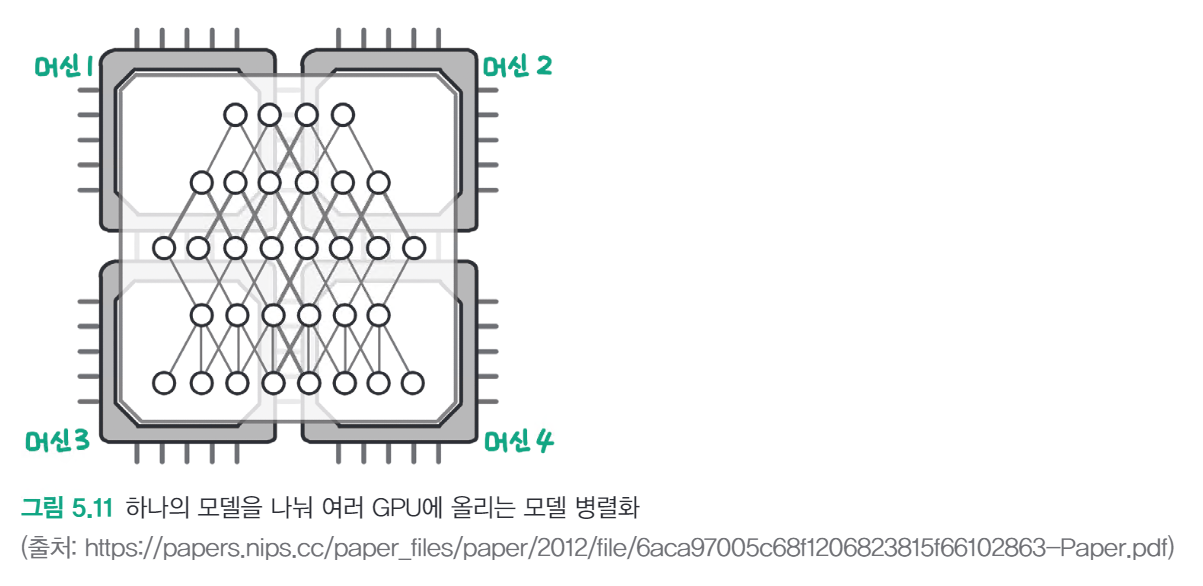 머신 1
머신 2
머신 3
머신 4
그림 5.11 하나의 모델을 나눠 여러 GPU에 올리는 모델 병렬화
(출처: https://papers.nips.cc/paper_files/paper/2012/file/6aca97005c68f1206823815f66102863-Paper.pdf)